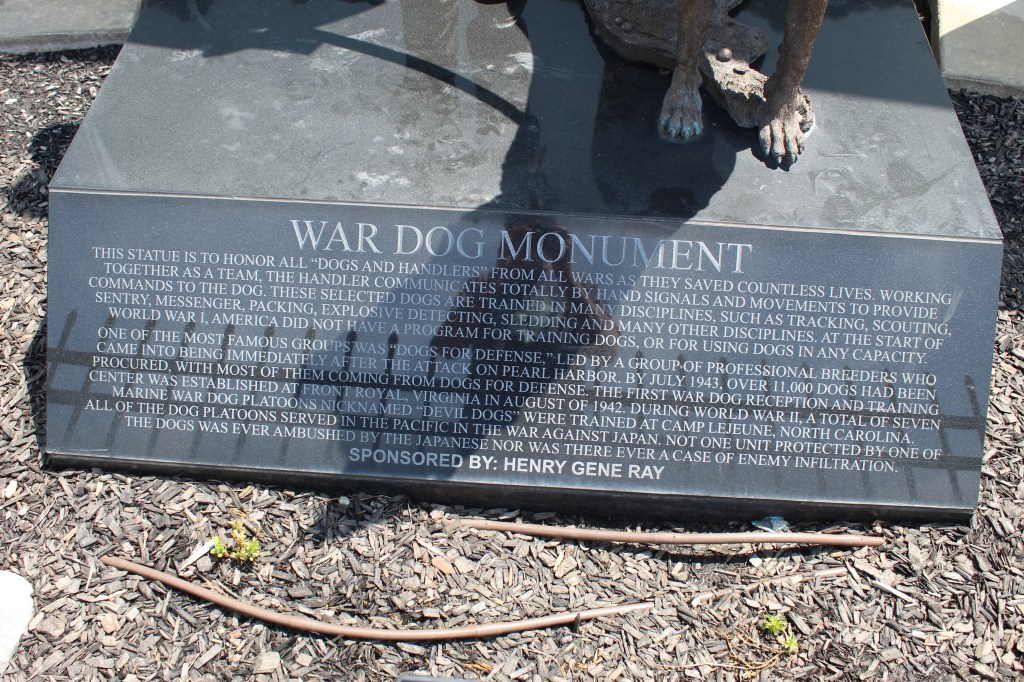 WAR DOG MONUMENT
THIS STATUE IS TO HONOR ALL "DOGS AND HANDLERS" FROM ALL WARS AS THEY SAVED COUNTLESS LIVES. WORKING
TOGETHER AS A TEAM, THE HANDLER COMMUNICATES TOTALLY BY HAND SIGNALS AND MOVEMENTS TO PROVIDE
COMMANDS TO THE DOG. THESE SELECTED DOGS ARE TRAINED IN MANY DISCIPLINES, SUCH AS TRACKING, SCOUTING,
SENTRY, MESSENGER, PACKING, EXPLOSIVE DETECTING, SLEDDING AND MANY OTHER DISCIPLINES. AT THE START OF
WORLD WAR I, AMERICA DID NOT HAVE A PROGRAM FOR TRAINING DOGS, OR FOR USING DOGS IN ANY CAPACITY.
ONE OF THE MOST FAMOUS GROUPS WAS "DOGS FOR DEFENSE," LED BY A GROUP OF PROFESSIONAL BREEDERS WHO
CAME INTO BEING IMMEDIATELY AFTER THE ATTACK ON PEARL HARBOR. BY JULY 1943, OVER 11,000 DOGS HAD BEEN
PROCURED, WITH MOST OF THEM COMING FROM DOGS FOR DEFENSE. THE FIRST WAR DOG RECEPTION AND TRAINING
CENTER WAS ESTABLISHED AT FRONT ROYAL, VIRGINIA IN AUGUST OF 1942. DURING WORLD WAR II, A TOTAL OF SEVEN
MARINE WAR DOG PLATOONS NICKNAMED "DEVIL DOGS" WERE TRAINED AT CAMP LEJEUNE, NORTH CAROLINA.
ALL OF THE DOG PLATOONS SERVED IN THE PACIFIC IN THE WAR AGAINST JAPAN. NOT ONE UNIT PROTECTED BY ONE OF
THE DOGS WAS EVER AMBUSHED BY THE JAPANESE NOR WAS THERE EVER A CASE OF ENEMY INFILTRATION.
SPONSORED BY: HENRY GENE RAY